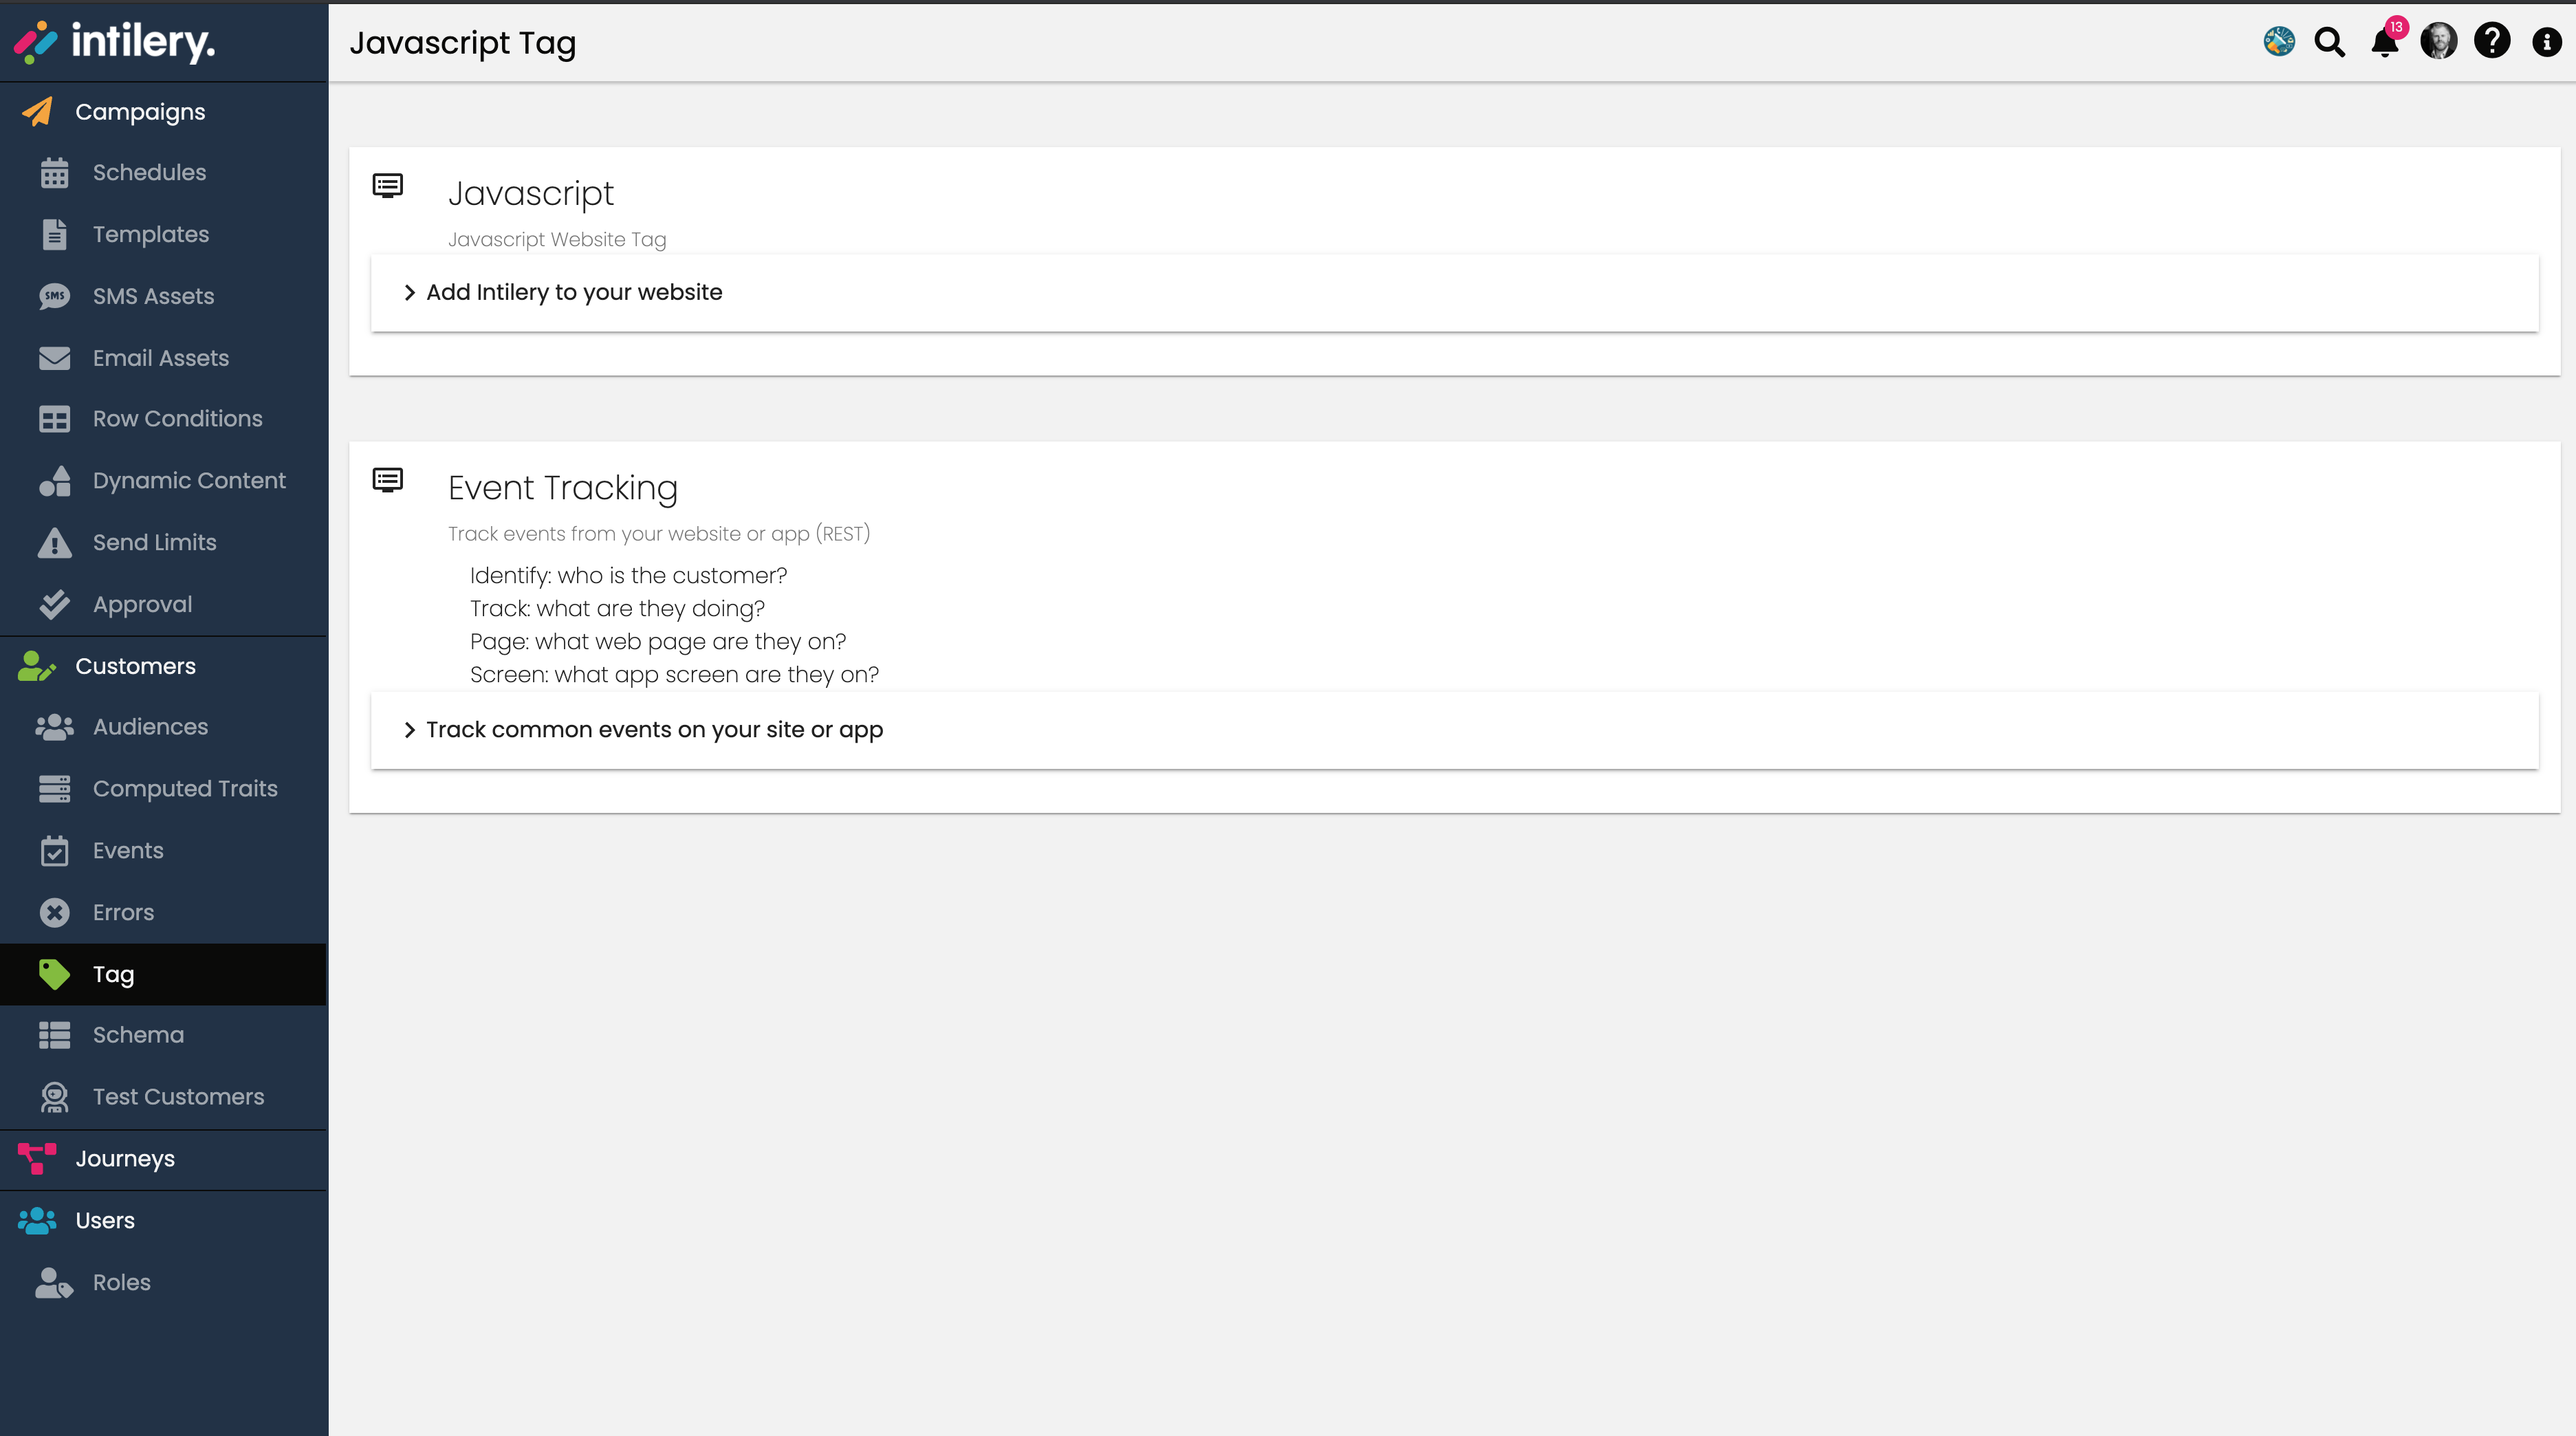 intilery.
Javascript Tag
13
Campaigns
Schedules
Templates
SMS
SMS Assets
Email Assets
Row Conditions
Dynamic Content
Send Limits
Approval
Customers
Audiences
Computed Traits
Events
Errors
Tag
Schema
Test Customers
Journeys
Users
Roles
Javascript
Javascript Website Tag
Add Intilery to your website
Event Tracking
Track events from your website or app (REST)
Identify: who is the customer?
Track: what are they doing?
Page: what web page are they on?
Screen: what app screen are they on?
Track common events on your site or app